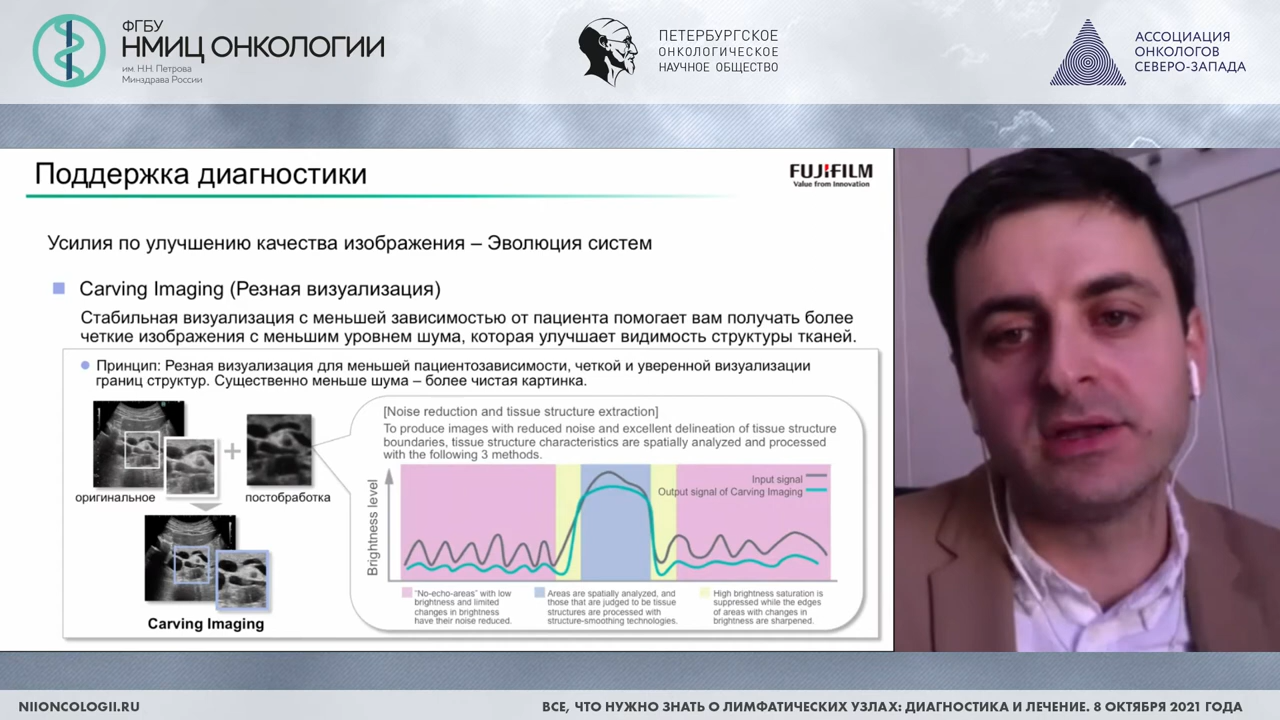 ФГБУ
НМИЦ ОНКОЛОГИИ
им. Н.Н. Петрова
Минздрава России
ПЕТЕРБУРГСКОЕ
ОНКОЛОГИЧЕСКОЕ
НАУЧНОЕ ОБЩЕСТВО
АССОЦИАЦИЯ
ОНКОЛОГОВ
СЕВЕРО-ЗАПАДА
Поддержка диагностики
FUJIFILM
Value from Innovation
Усилия по улучшению качества изображения – Эволюция систем
Carving Imaging (Резная визуализация)
Стабильная визуализация с меньшей зависимостью от пациента помогает вам получать более
четкие изображения с меньшим уровнем шума, которая улучшает видимость структуры тканей.
Принцип: Резная визуализация для меньшей пациентозависимости, четкой и уверенной визуализации
границ структур. Существенно меньше шума – более чистая картинка.
оригинальное
+
постобработка
Carving Imaging
[Noise reduction and tissue structure extraction]
To produce images with reduced noise and excellent delineation of tissue structure
boundaries, tissue structure characteristics are spatially analyzed and processed
with the following 3 methods.
Brightness level
Input signal
Output signal of Carving Imaging
"No-echo-areas" with low
brightness and limited
changes in brightness
have their noise reduced.
Areas are spatially analyzed, and
those that are judged to be tissue
structures are processed with
structure-smoothing technologies.
High brightness saturation is
suppressed while the edges
of areas with changes in
brightness are sharpened.
NIIONCOLOGII.RU
ВСЕ, ЧТО НУЖНО ЗНАТЬ О ЛИМФАТИЧЕСКИХ УЗЛАХ: ДИАГНОСТИКА И ЛЕЧЕНИЕ. 8 ОКТЯБРЯ 2021 ГОДА